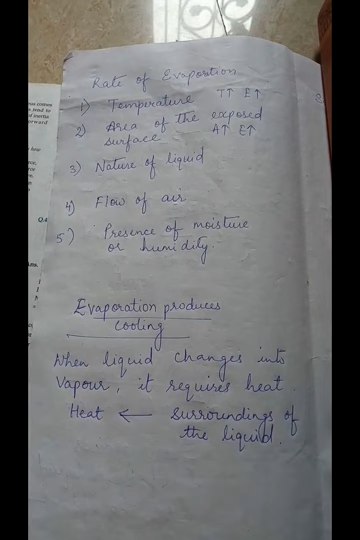 Rate of Evaportion
1) Temperature T↑ E↑
2) Area of the exposed
surface A↑ E↑
3) Nature of liquid
4) Flow of air
5) Presence of moisture
or humidity.
Evaporation produces
cooling
When liquid changes into
Vapour, it requires heat.
Heat ← Surroundings of
the liquid.